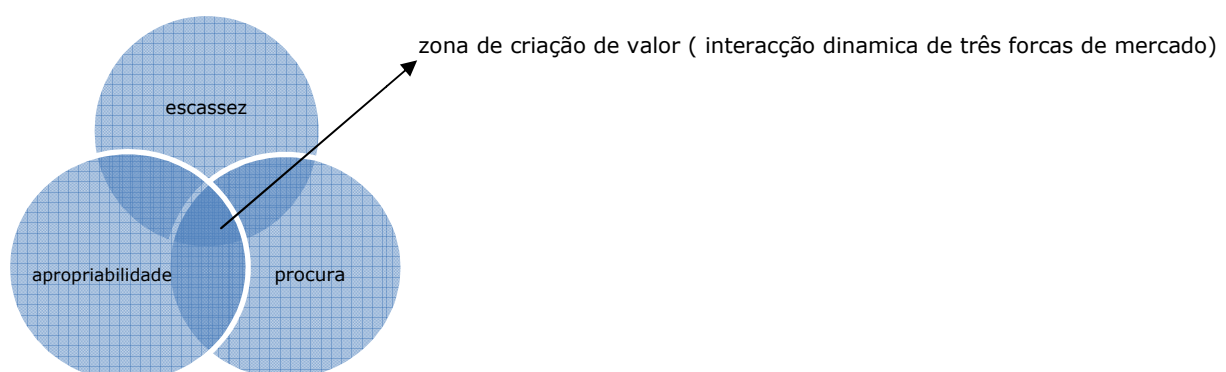 zona de criação de valor ( interacção dinamica de três forcas de mercado)
escassez
apropriabilidade
procura